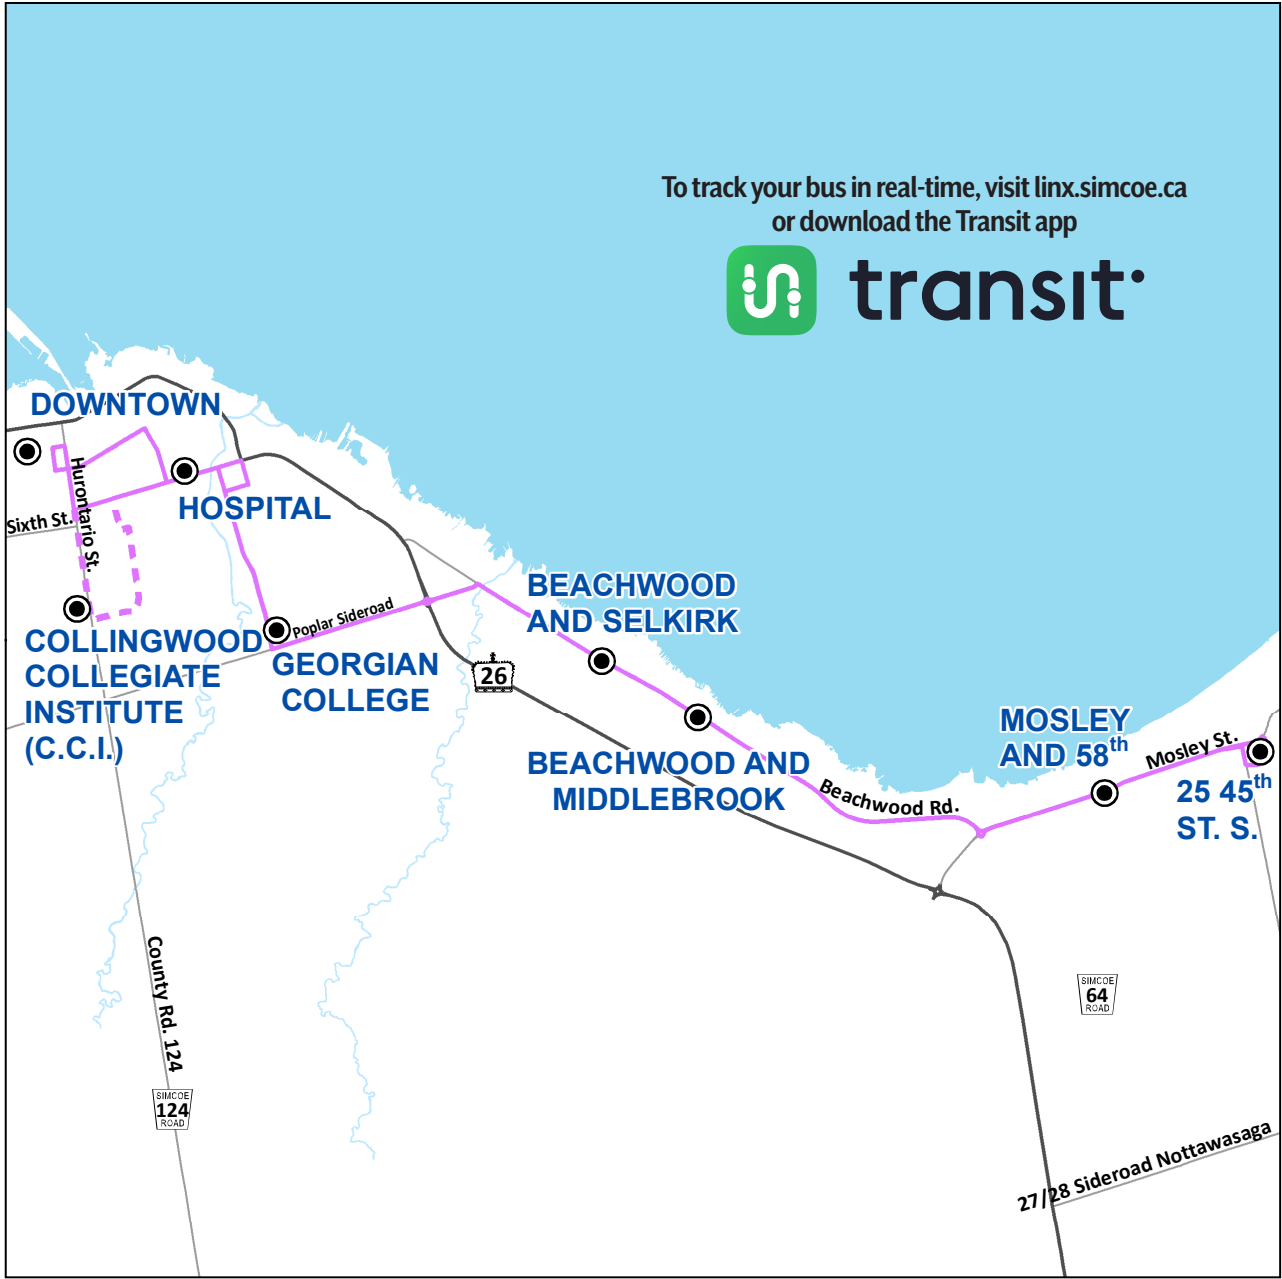 To track your bus in real-time, visit linx.simcoe.ca
or download the Transit app
transit
DOWNTOWN
Hurontario St.
HOSPITAL
Sixth St.
COLLINGWOOD
COLLEGIATE
INSTITUTE
(C.C.I.)
Poplar Sideroad
GEORGIAN
COLLEGE
BEACHWOOD
AND SELKIRK
26
BEACHWOOD AND
MIDDLEBROOK
Beachwood Rd.
MOSLEY
AND 58th
Mosley St.
25 45th
ST. S.
County Rd. 124
SIMCOE
124
ROAD
SIMCOE
64
ROAD
27/28 Sideroad Nottawasaga